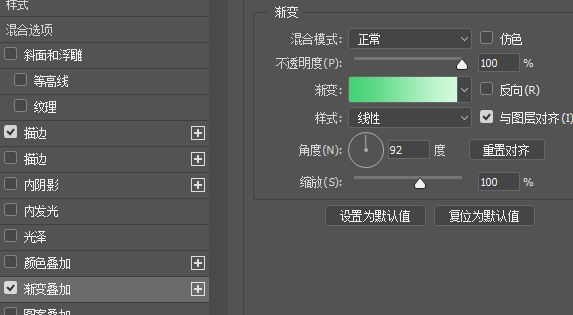 样式
混合选项
斜面和浮雕
等高线
纹理
描边
描边
内阴影
内发光
光泽
颜色叠加
渐变叠加
图案叠加
渐变
混合模式: 正常 仿色
不透明度(P): 100 %
渐变: 反向(R)
样式: 线性 与图层对齐(I)
角度(N): 92 度 重置对齐
缩放(S): 100 %
设置为默认值 复位为默认值